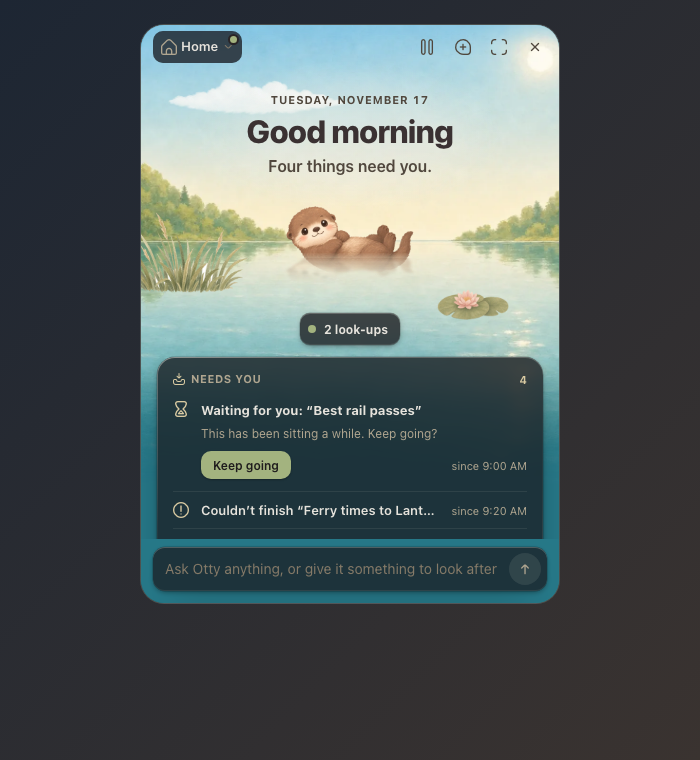 Home
TUESDAY, NOVEMBER 17
Good morning
Four things need you.
2 look-ups
NEEDS YOU
4
Waiting for you: “Best rail passes”
This has been sitting a while. Keep going?
Keep going
since 9:00 AM
Couldn’t finish “Ferry times to Lant...
since 9:20 AM
Ask Otty anything, or give it something to look after